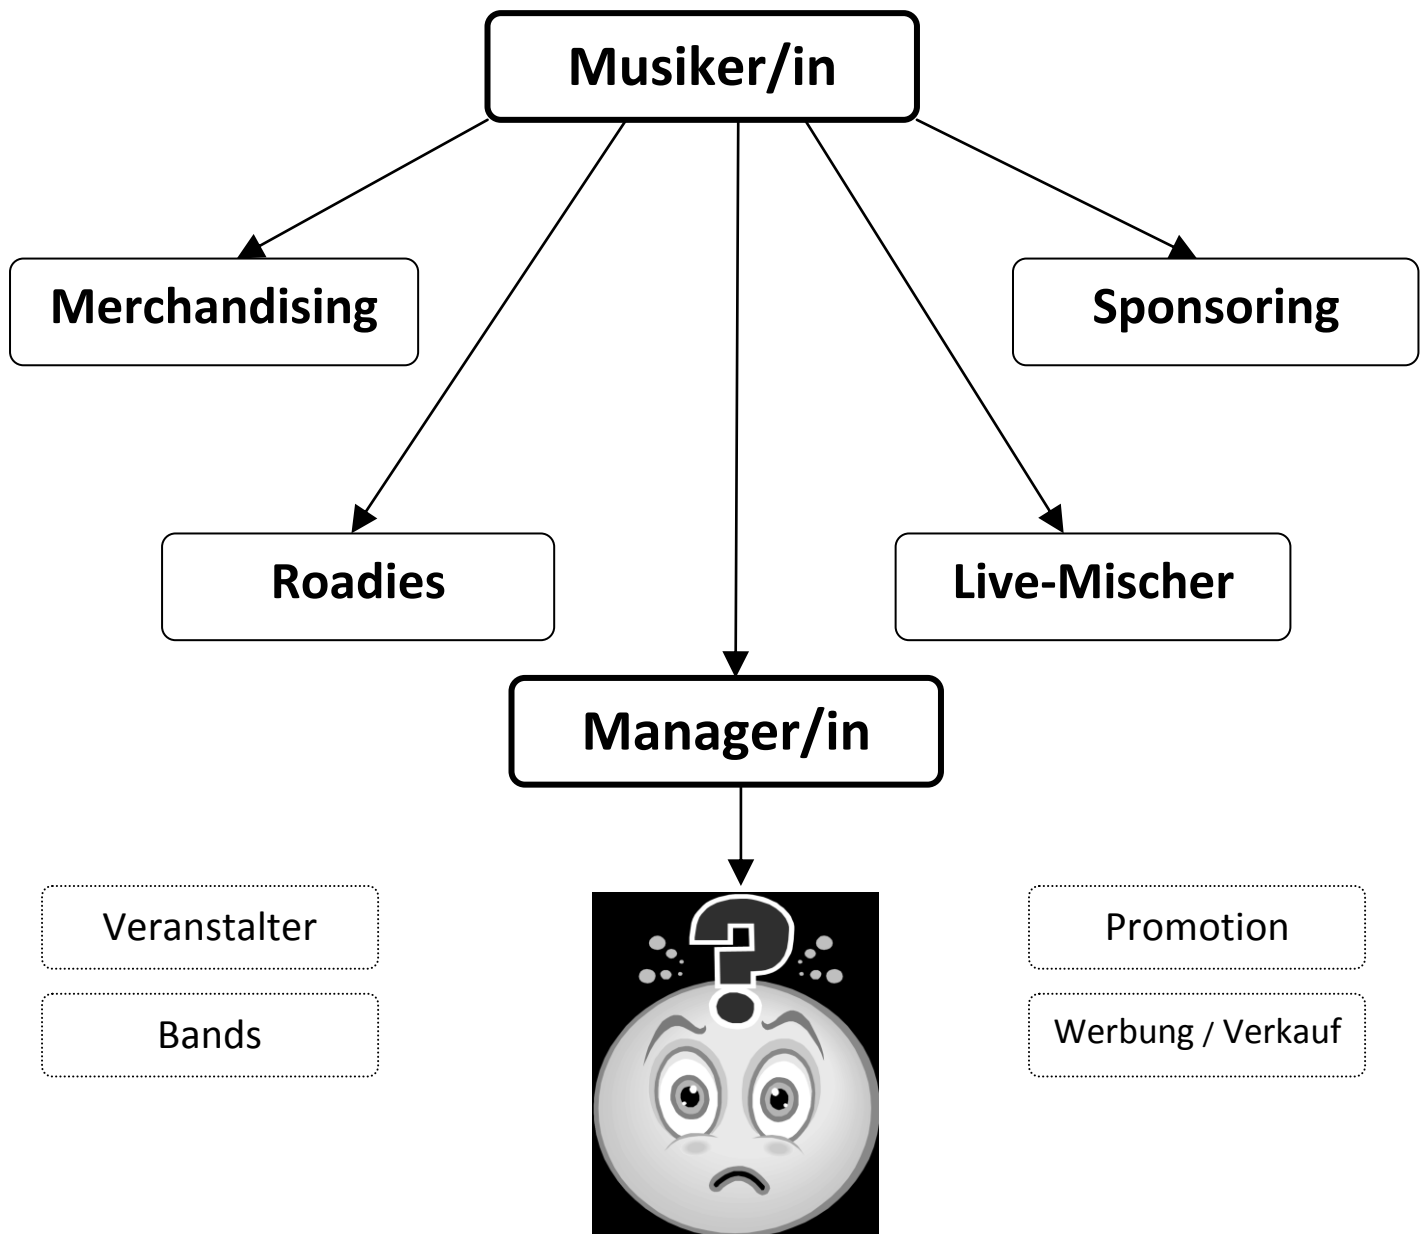 Musiker/in
Merchandising
Sponsoring
Roadies
Live-Mischer
Manager/in
Veranstalter
Promotion
?
Bands
Werbung / Verkauf